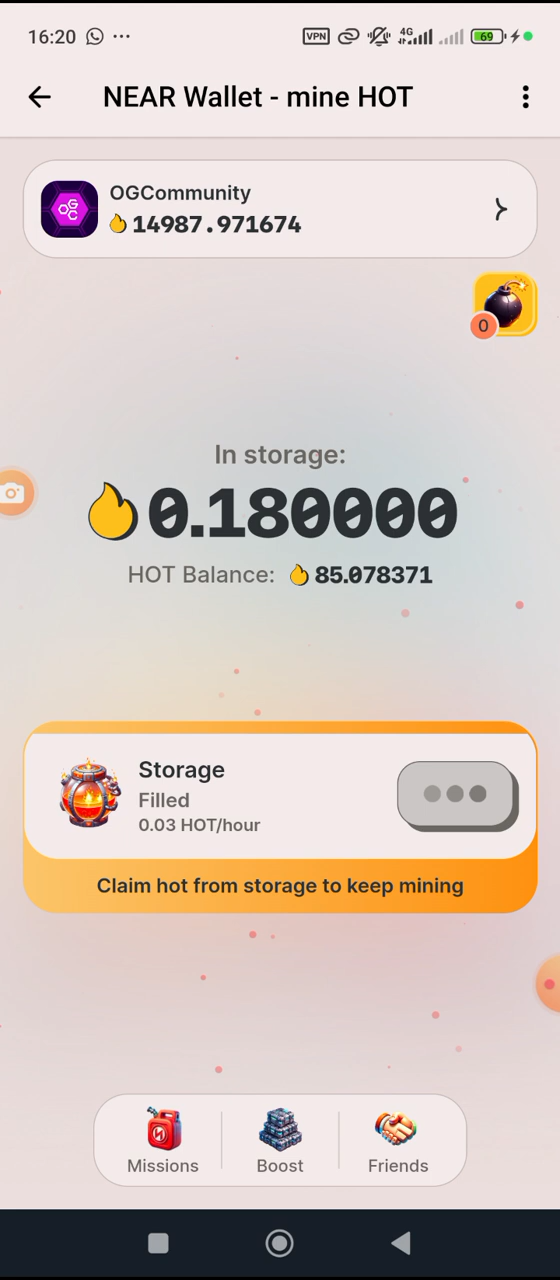 16:20
VPN
4G
69
NEAR Wallet - mine HOT
OGCommunity
14987.971674
0
In storage:
0.180000
HOT Balance: 85.078371
Storage
Filled
0.03 HOT/hour
Claim hot from storage to keep mining
Missions Boost Friends